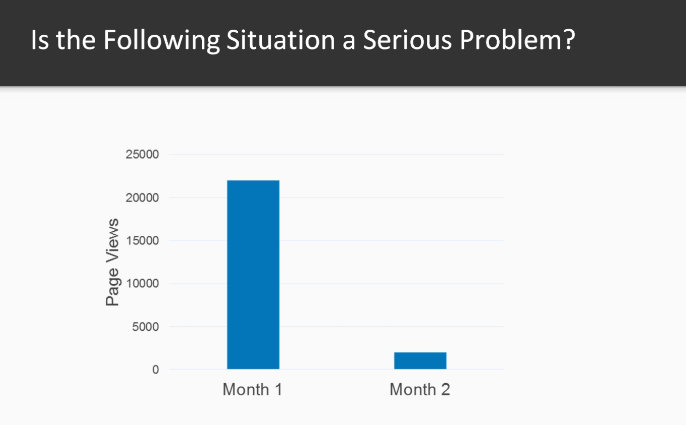 Is the Following Situation a Serious Problem?
25000
20000
15000
10000
5000
0
Page Views
Month 1
Month 2